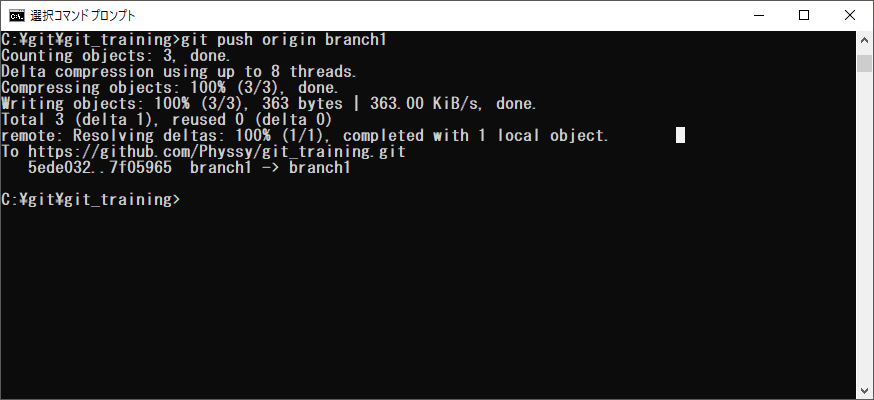 選択コマンドプロンプト
C:¥git¥git_training>git push origin branch1
Counting objects: 3, done.
Delta compression using up to 8 threads.
Compressing objects: 100% (3/3), done.
Writing objects: 100% (3/3), 363 bytes | 363.00 KiB/s, done.
Total 3 (delta 1), reused 0 (delta 0)
remote: Resolving deltas: 100% (1/1), completed with 1 local object.
To https://github.com/Physsy/git_training.git
   5ede032..7f05965  branch1 -> branch1
C:¥git¥git_training>